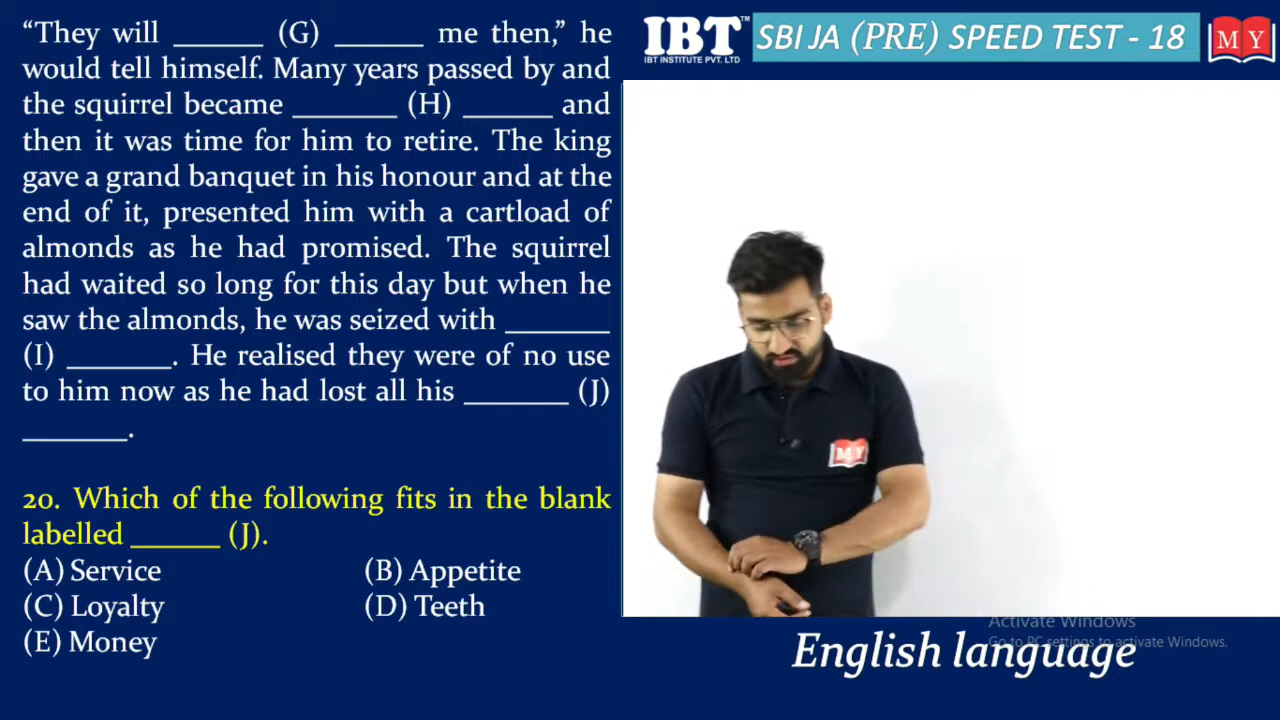 “They will ______ (G) ______ me then,” he
would tell himself. Many years passed by and
the squirrel became _______ (H) ______ and
then it was time for him to retire. The king
gave a grand banquet in his honour and at the
end of it, presented him with a cartload of
almonds as he had promised. The squirrel
had waited so long for this day but when he
saw the almonds, he was seized with _______
(I) _______. He realised they were of no use
to him now as he had lost all his _______ (J)
_______.
20. Which of the following fits in the blank
labelled ______ (J).
(A) Service (B) Appetite
(C) Loyalty (D) Teeth
(E) Money
IBT™
IBT INSTITUTE PVT. LTD
SBI JA (PRE) SPEED TEST - 18
MY
MY
Activate Windows
Go to PC settings to activate Windows.
English language